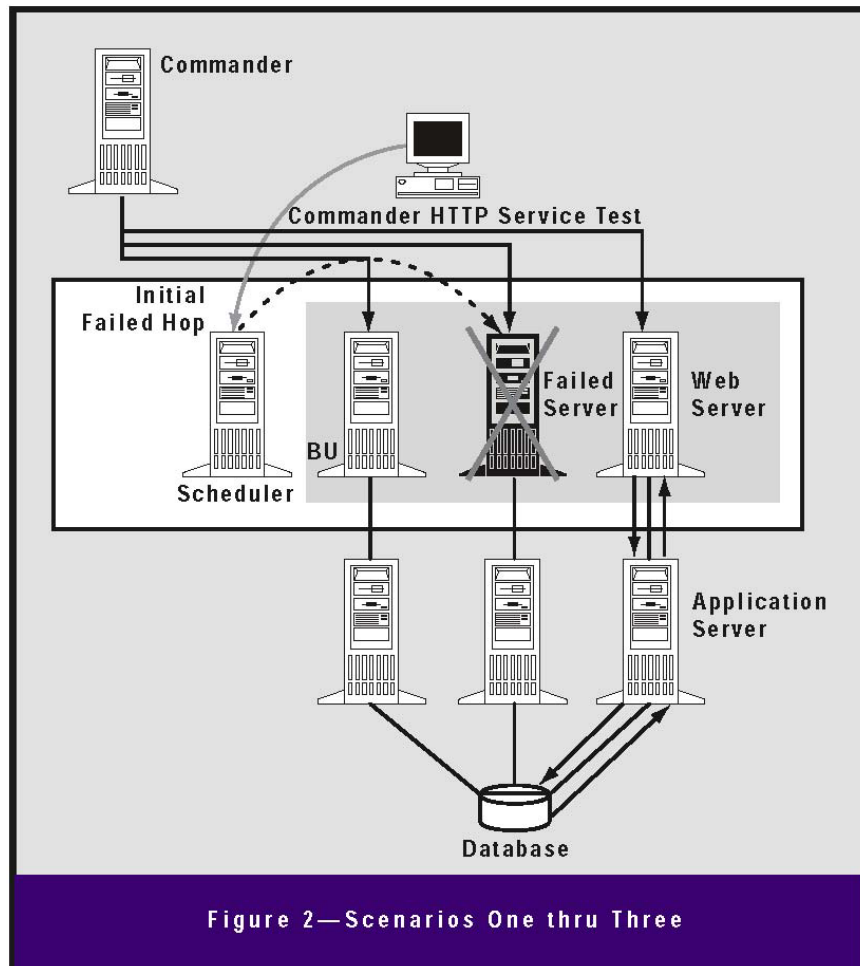 Commander
Commander HTTP Service Test
Initial
Failed Hop
Failed
Server
Web
Server
BU
Scheduler
Application
Server
Database
Figure 2—Scenarios One thru Three